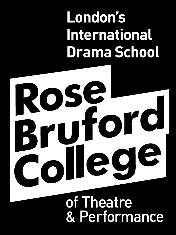 London's
International
Drama School
Rose
Bruford
College
of Theatre
& Performance